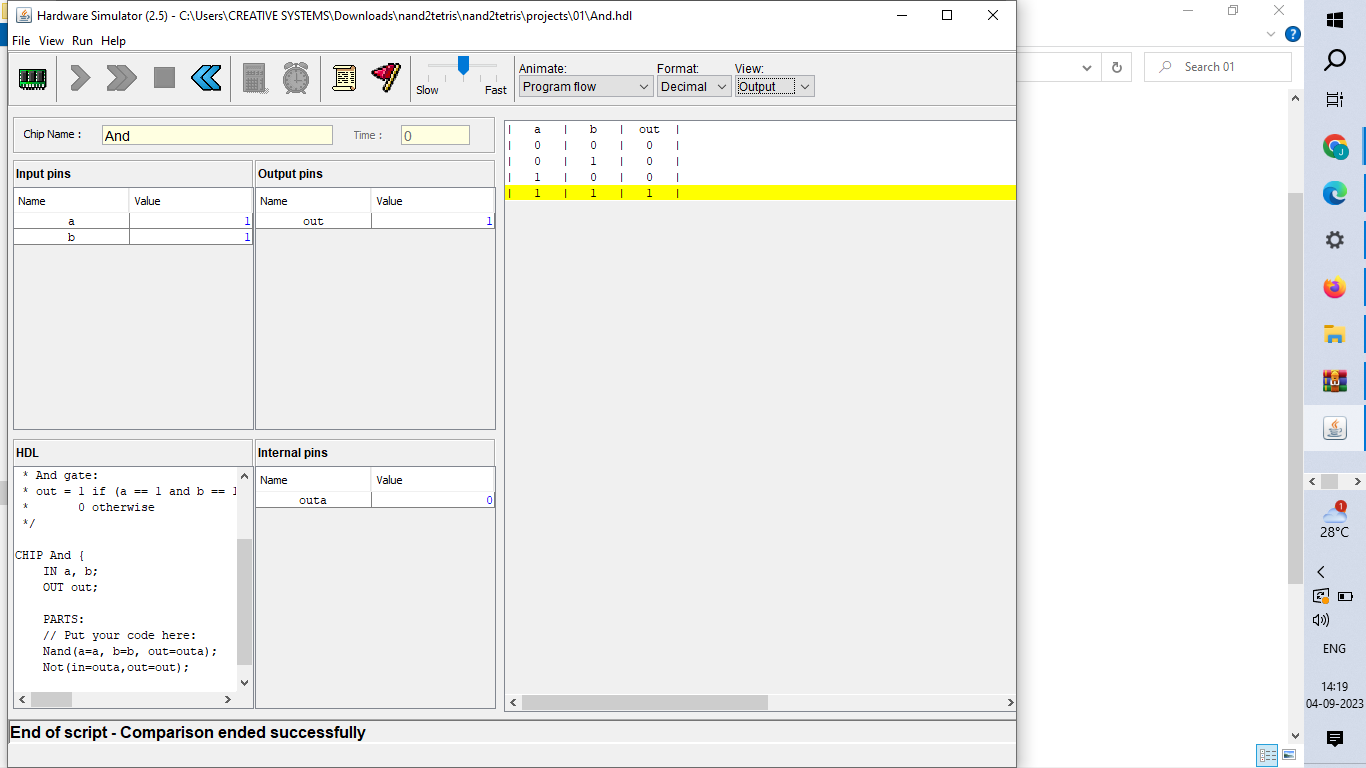 Hardware Simulator (2.5) - C:\Users\CREATIVE SYSTEMS\Downloads\nand2tetris\nand2tetris\projects\01\And.hdl
File View Run Help
Slow Fast
Animate: Format: View:
Program flow Decimal Output
Search 01
Chip Name : And Time : 0
Input pins
Name Value
a 1
b 1
Output pins
Name Value
out 1
| a | b | out |
| 0 | 0 | 0 |
| 0 | 1 | 0 |
| 1 | 0 | 0 |
| 1 | 1 | 1 |
HDL
* And gate:
* out = 1 if (a == 1 and b == 1
* 0 otherwise
*/
CHIP And {
IN a, b;
OUT out;
PARTS:
// Put your code here:
Nand(a=a, b=b, out=outa);
Not(in=outa,out=out);
Internal pins
Name Value
outa 0
End of script - Comparison ended successfully
J
1
28°C
ENG
14:19
04-09-2023